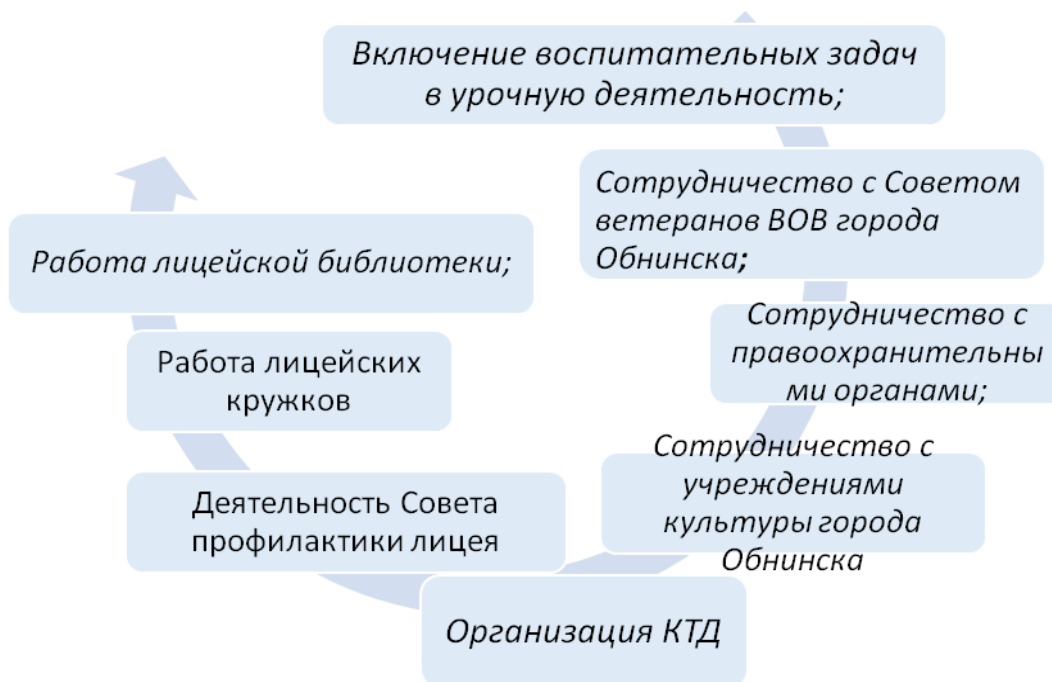 Включение воспитательных задач
в урочную деятельность;
Сотрудничество с Советом
ветеранов ВОВ города
Обнинска;
Работа лицейской библиотеки;
Сотрудничество с
правоохранительны
ми органами;
Работа лицейских
кружков
Сотрудничество с
учреждениями
культуры города
Обнинска
Деятельность Совета
профилактики лицея
Организация КТД